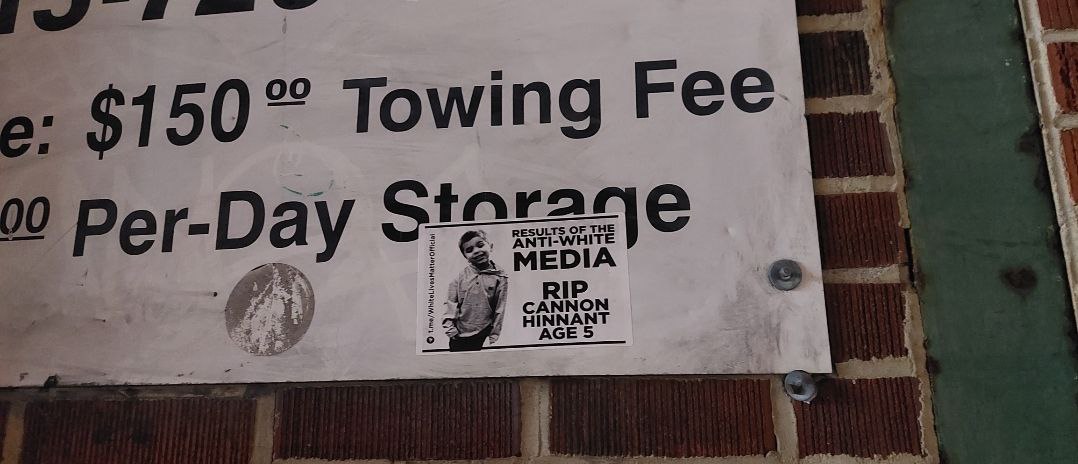 e: $150 00 Towing Fee
00 Per-Day Storage
t.me/WhiteLivesMatterOfficial
RESULTS OF THE
ANTI-WHITE
MEDIA
RIP
CANNON
HINNANT
AGE 5